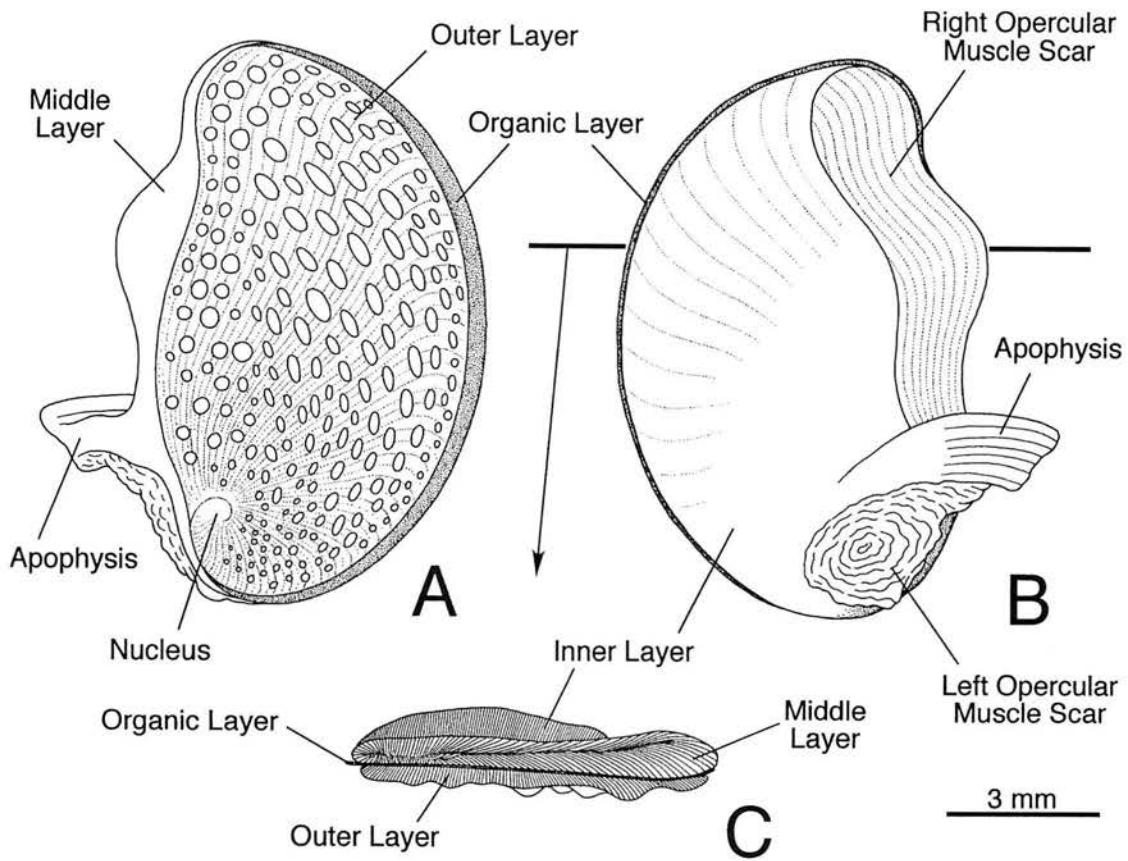 Outer Layer
Right Opercular
Muscle Scar
Middle
Layer
Organic Layer
Apophysis
Apophysis
A
B
Nucleus
Inner Layer
Left Opercular
Muscle Scar
Organic Layer
Middle
Layer
Outer Layer
C
3 mm